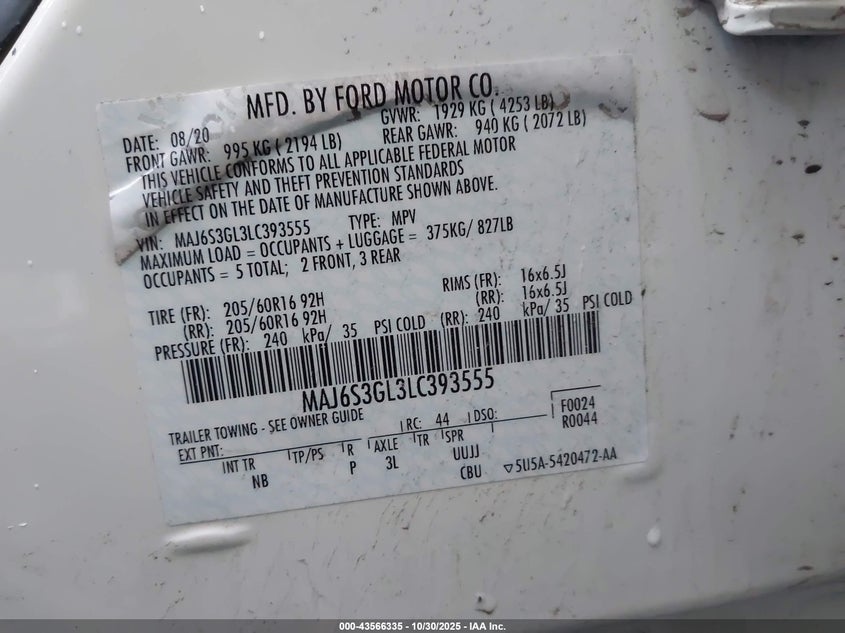 MFD. BY FORD MOTOR CO.
DATE: 08/20 GVWR: 1929 KG ( 4253 LB)
FRONT GAWR: 995 KG ( 2194 LB) REAR GAWR: 940 KG ( 2072 LB)
THIS VEHICLE CONFORMS TO ALL APPLICABLE FEDERAL MOTOR
VEHICLE SAFETY AND THEFT PREVENTION STANDARDS
IN EFFECT ON THE DATE OF MANUFACTURE SHOWN ABOVE.
VIN: MAJ6S3GL3LC393555 TYPE: MPV
MAXIMUM LOAD = OCCUPANTS + LUGGAGE = 375KG/ 827LB
OCCUPANTS = 5 TOTAL; 2 FRONT, 3 REAR
TIRE (FR): 205/60R16 92H RIMS (FR): 16x6.5J
(RR): 205/60R16 92H (RR): 16x6.5J
PRESSURE (FR): 240 kPa/ 35 PSI COLD (RR): 240 kPa/ 35 PSI COLD
MAJ6S3GL3LC393555
TRAILER TOWING - SEE OWNER GUIDE RC: 44 DSO: F0024
R0044
EXT PNT: INT TR TP/PS R AXLE TR SPR
NB P 3L UUJJ
CBU 5U5A-5420472-AA
000-43566335 - 10/30/2025 - IAA Inc.